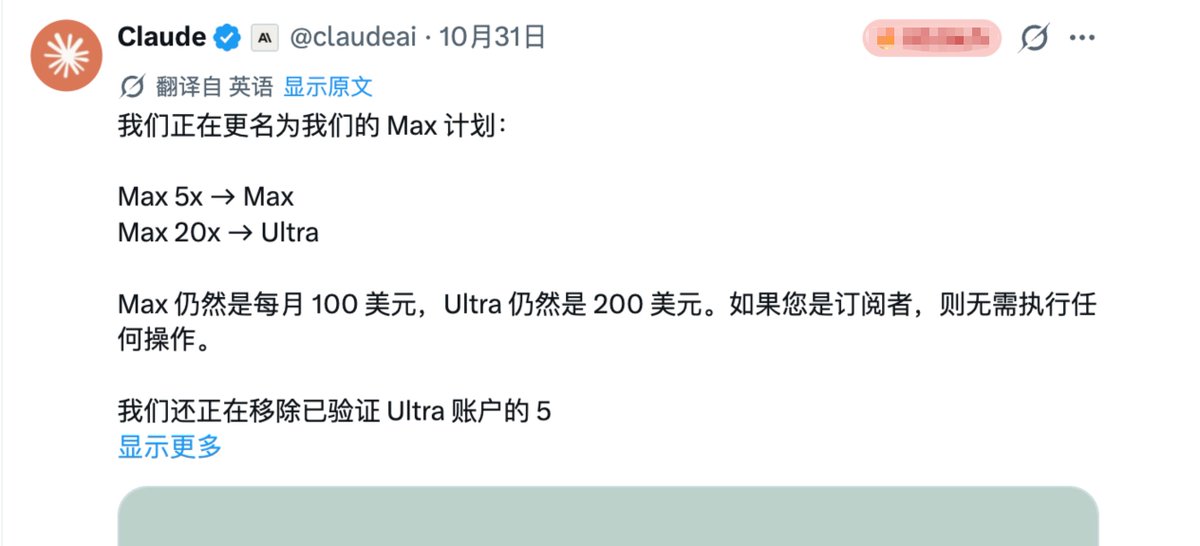 Claude @claudeai · 10月31日
翻译自 英语 显示原文
我们正在更名为我们的 Max 计划：
Max 5x → Max
Max 20x → Ultra
Max 仍然是每月 100 美元，Ultra 仍然是 200 美元。如果您是订阅者，则无需执行任
何操作。
我们还正在移除已验证 Ultra 账户的 5
显示更多